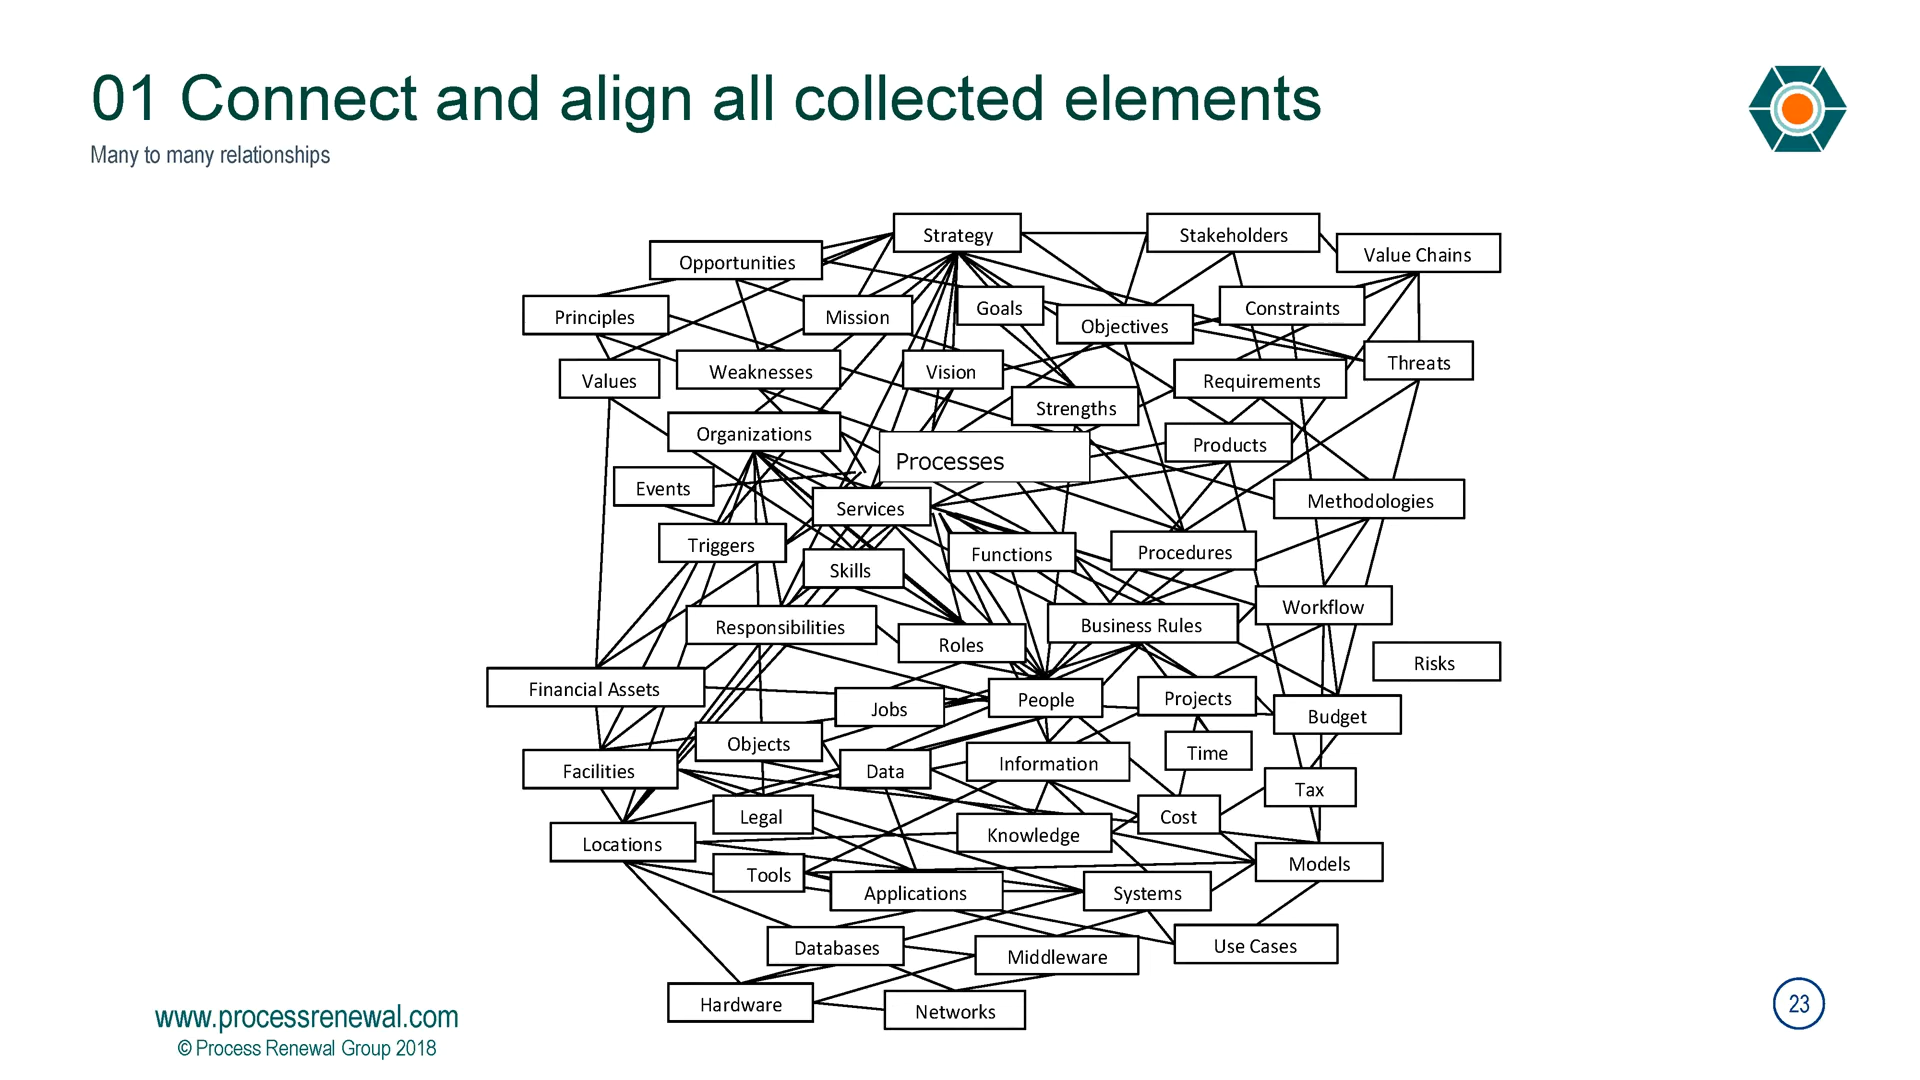 01 Connect and align all collected elements
Many to many relationships
Strategy
Stakeholders
Value Chains
Opportunities
Principles
Mission
Goals
Objectives
Constraints
Values
Weaknesses
Vision
Requirements
Threats
Strengths
Organizations
Processes
Products
Events
Services
Methodologies
Triggers
Skills
Functions
Procedures
Responsibilities
Roles
Business Rules
Workflow
Risks
Financial Assets
Jobs
People
Projects
Budget
Objects
Facilities
Data
Information
Time
Tax
Legal
Cost
Locations
Knowledge
Models
Tools
Applications
Systems
Databases
Middleware
Use Cases
Hardware
Networks
www.processrenewal.com
© Process Renewal Group 2018
23